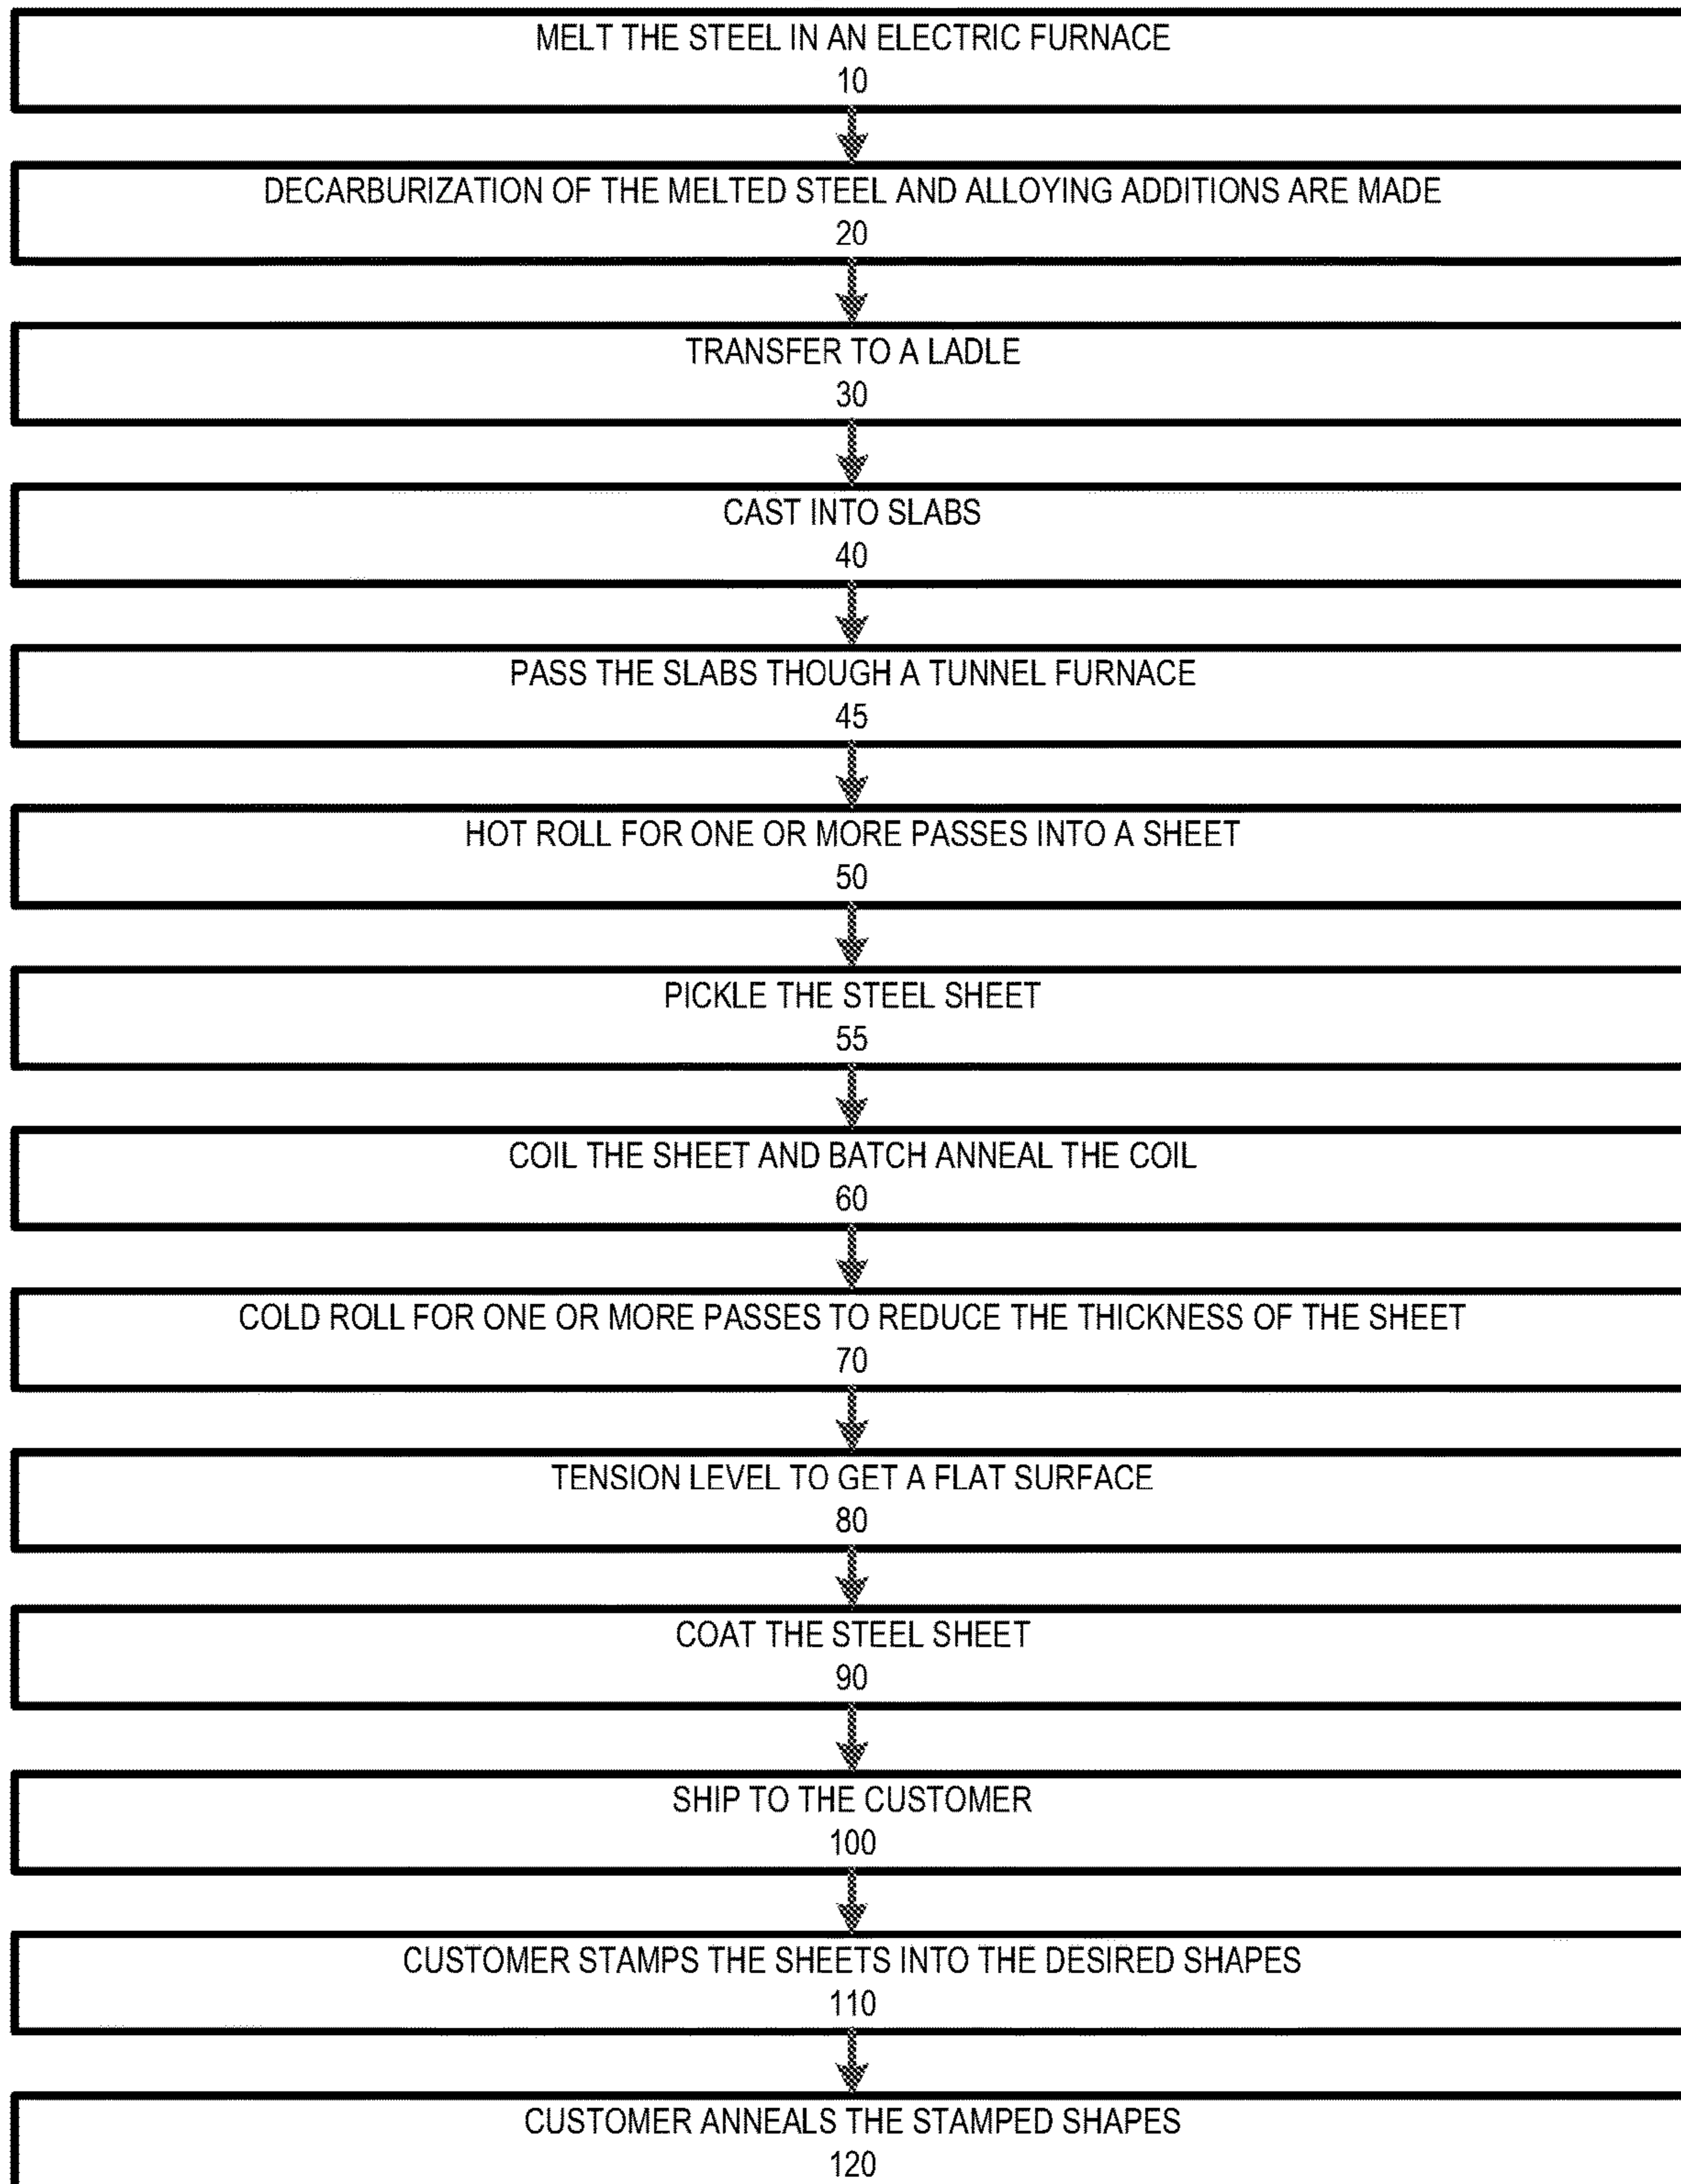 MELT THE STEEL IN AN ELECTRIC FURNACE
10
DECARBURIZATION OF THE MELTED STEEL AND ALLOYING ADDITIONS ARE MADE
20
TRANSFER TO A LADLE
30
CAST INTO SLABS
40
PASS THE SLABS THOUGH A TUNNEL FURNACE
45
HOT ROLL FOR ONE OR MORE PASSES INTO A SHEET
50
PICKLE THE STEEL SHEET
55
COIL THE SHEET AND BATCH ANNEAL THE COIL
60
COLD ROLL FOR ONE OR MORE PASSES TO REDUCE THE THICKNESS OF THE SHEET
70
TENSION LEVEL TO GET A FLAT SURFACE
80
COAT THE STEEL SHEET
90
SHIP TO THE CUSTOMER
100
CUSTOMER STAMPS THE SHEETS INTO THE DESIRED SHAPES
110
CUSTOMER ANNEALS THE STAMPED SHAPES
120